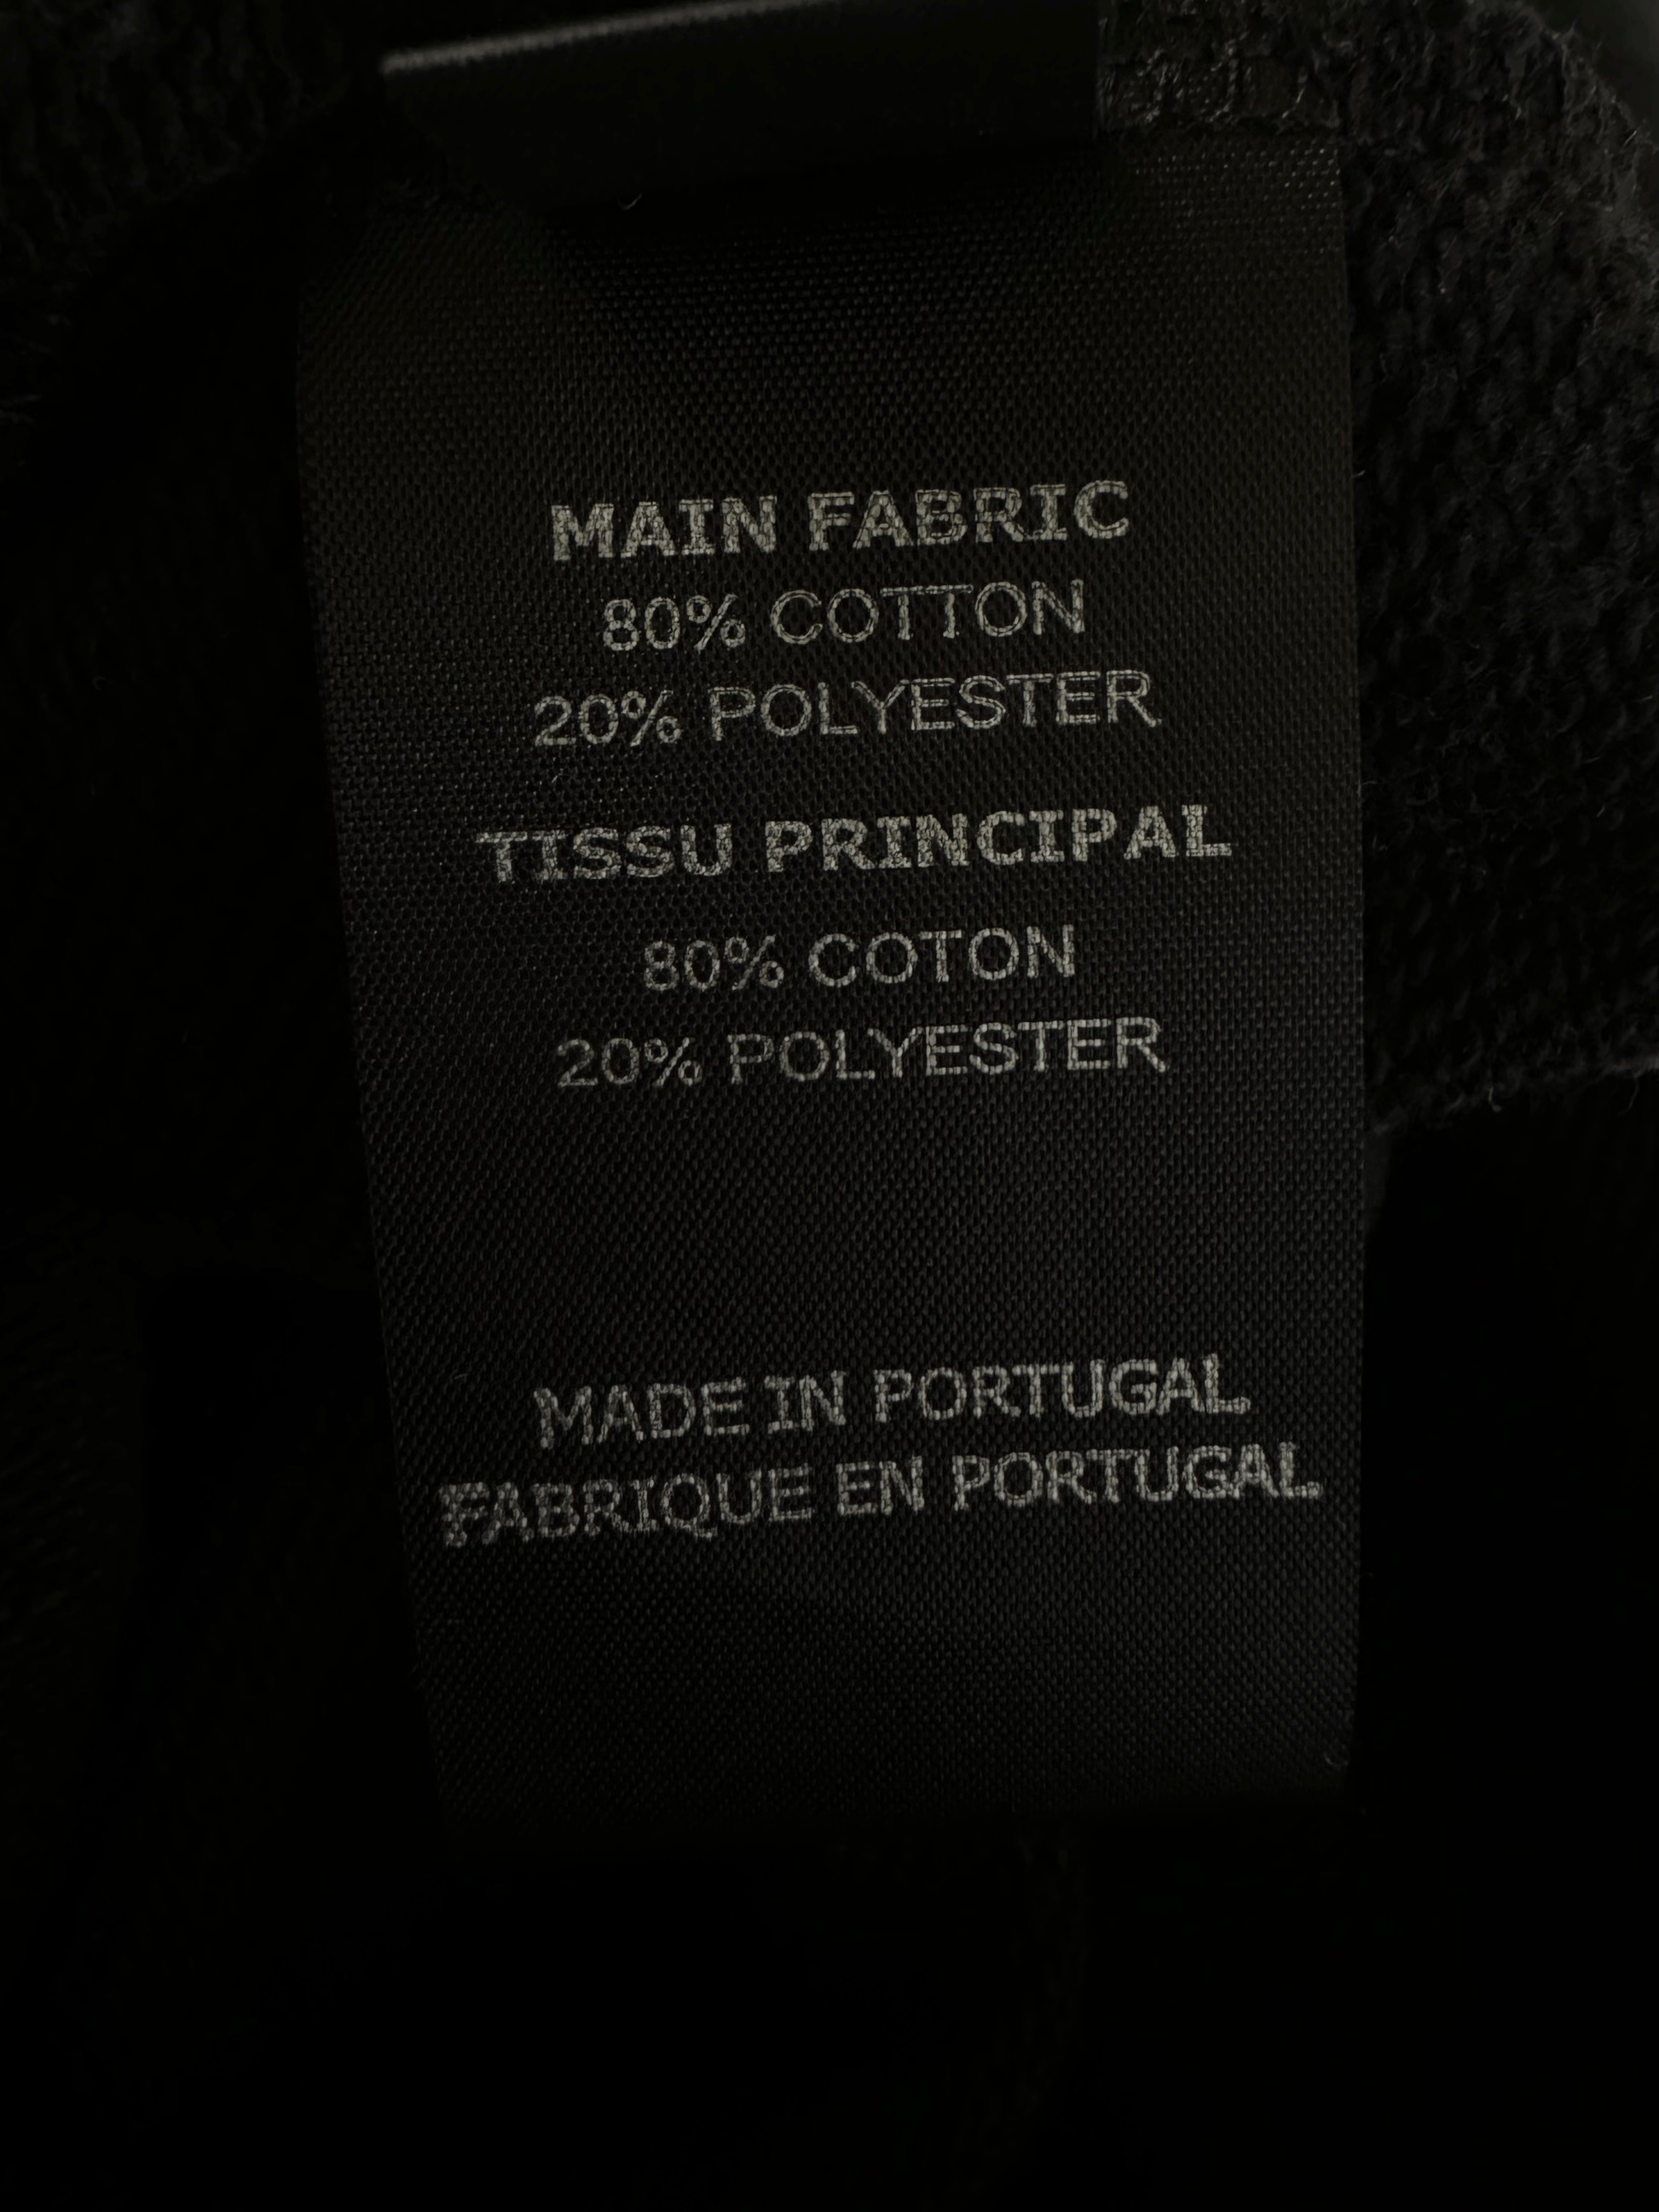 MAIN FABRIC
80% COTTON
20% POLYESTER
TISSU PRINCIPAL
80% COTON
20% POLYESTER
MADE IN PORTUGAL
FABRIQUE EN PORTUGAL